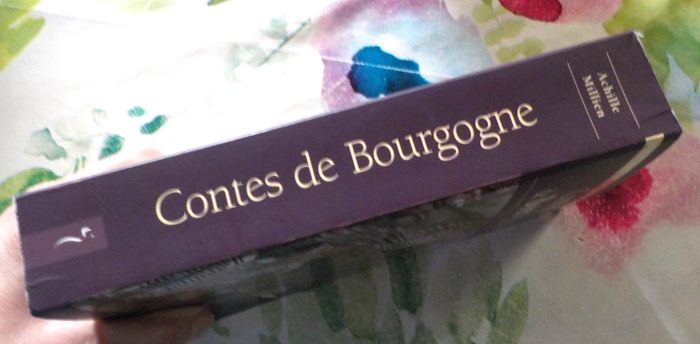 Contes de Bourgogne
Achille
Millien